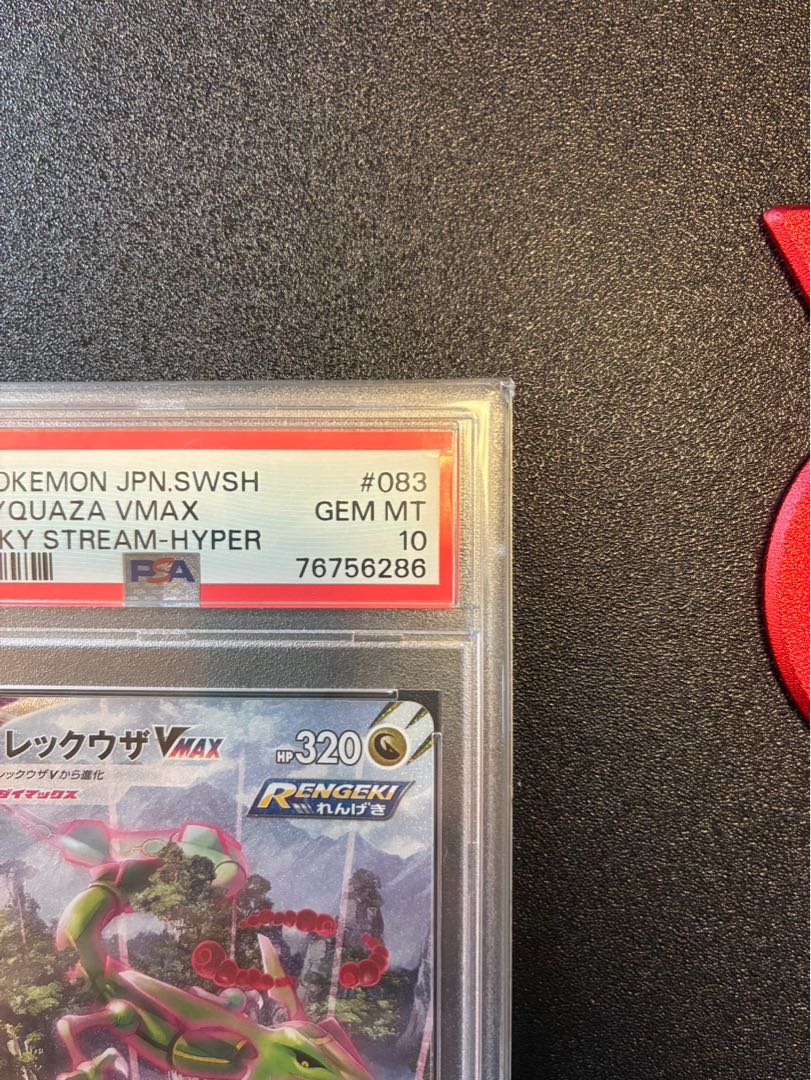 OKEMON JPN.SWSH #083
YQUAZA VMAX GEM MT
KY STREAM-HYPER 10
PSA 76756286
レックウザVMAX HP320
レックウザVから進化
ダイマックス
RENGEKI
れんげき